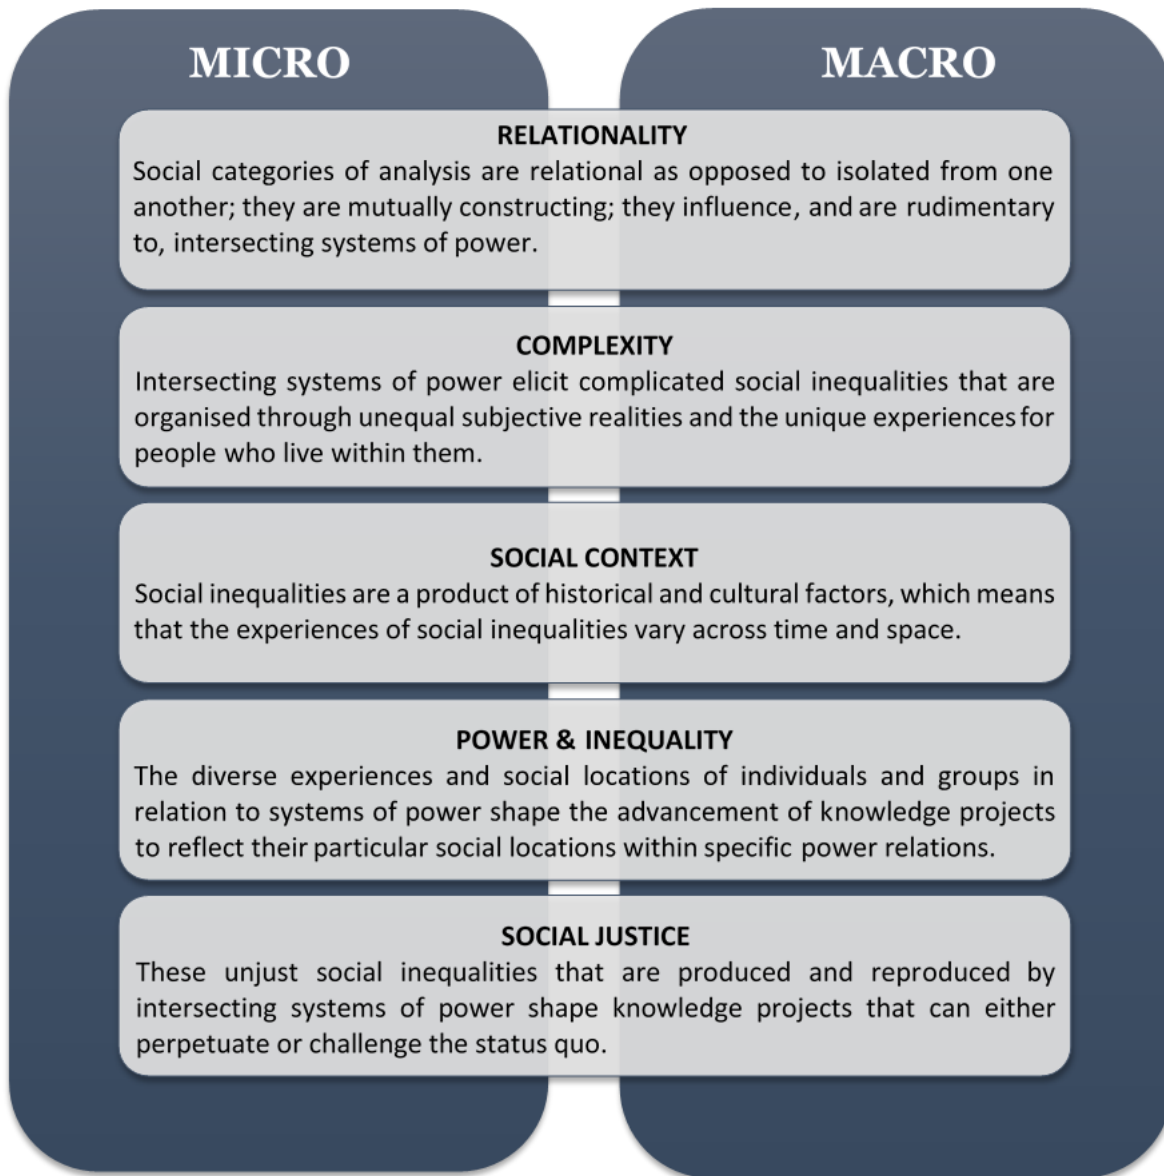 MICRO
MACRO
RELATIONALITY
Social categories of analysis are relational as opposed to isolated from one
another; they are mutually constructing; they influence, and are rudimentary
to, intersecting systems of power.
COMPLEXITY
Intersecting systems of power elicit complicated social inequalities that are
organised through unequal subjective realities and the unique experiences for
people who live within them.
SOCIAL CONTEXT
Social inequalities are a product of historical and cultural factors, which means
that the experiences of social inequalities vary across time and space.
POWER & INEQUALITY
The diverse experiences and social locations of individuals and groups in
relation to systems of power shape the advancement of knowledge projects
to reflect their particular social locations within specific power relations.
SOCIAL JUSTICE
These unjust social inequalities that are produced and reproduced by
intersecting systems of power shape knowledge projects that can either
perpetuate or challenge the status quo.